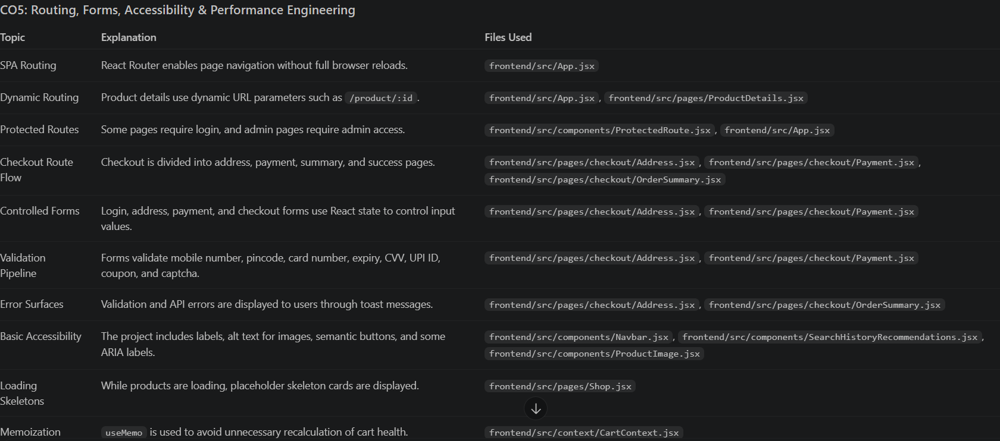 CO5: Routing, Forms, Accessibility & Performance Engineering
Topic Explanation Files Used
SPA Routing React Router enables page navigation without full browser reloads. frontend/src/App.jsx
Dynamic Routing Product details use dynamic URL parameters such as /product/:id. frontend/src/App.jsx, frontend/src/pages/ProductDetails.jsx
Protected Routes Some pages require login, and admin pages require admin access. frontend/src/components/ProtectedRoute.jsx, frontend/src/App.jsx
Checkout Route Checkout is divided into address, payment, summary, and success pages. frontend/src/pages/checkout/Address.jsx, frontend/src/pages/checkout/Payment.jsx,
Flow frontend/src/pages/checkout/OrderSummary.jsx
Controlled Forms Login, address, payment, and checkout forms use React state to control input frontend/src/pages/checkout/Address.jsx, frontend/src/pages/checkout/Payment.jsx
values.
Validation Forms validate mobile number, pincode, card number, expiry, CVV, UPI ID, frontend/src/pages/checkout/Address.jsx, frontend/src/pages/checkout/Payment.jsx
Pipeline coupon, and captcha.
Error Surfaces Validation and API errors are displayed to users through toast messages. frontend/src/pages/checkout/Address.jsx, frontend/src/pages/checkout/OrderSummary.jsx
Basic Accessibility The project includes labels, alt text for images, semantic buttons, and some frontend/src/components/Navbar.jsx, frontend/src/components/SearchHistoryRecommendations.jsx,
ARIA labels. frontend/src/components/ProductImage.jsx
Loading While products are loading, placeholder skeleton cards are displayed. frontend/src/pages/Shop.jsx
Skeletons
Memoization useMemo is used to avoid unnecessary recalculation of cart health. frontend/src/context/CartContext.jsx